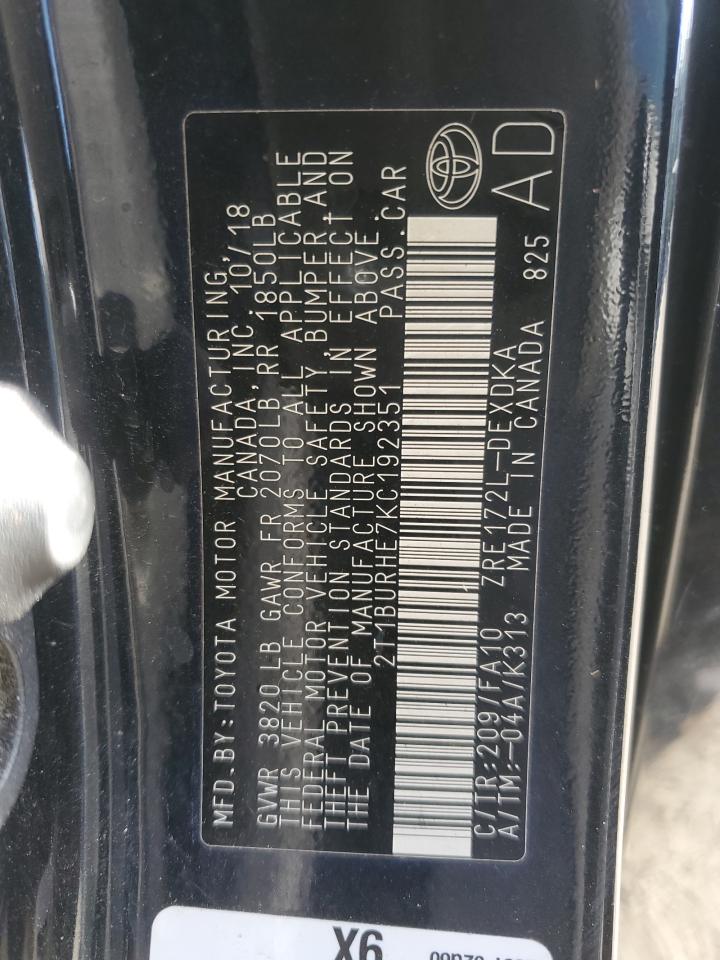 MFD.BY:TOYOTA MOTOR MANUFACTURING,
CANADA,INC. 10/18
GVWR 3820 LB GAWR FR 2070LB RR 1850LB
THIS VEHICLE CONFORMS TO ALL APPLICABLE
FEDERAL MOTOR VEHICLE SAFETY, BUMPER, AND
THEFT PREVENTION STANDARDS IN EFFECT ON
THE DATE OF MANUFACTURE SHOWN ABOVE.
2T1BURHE7KC192351 PASS.CAR
C/TR:209/FA10 ZRE172L-DEXDKA 825
A/TM:-04A/K313 MADE IN CANADA
AD
X6